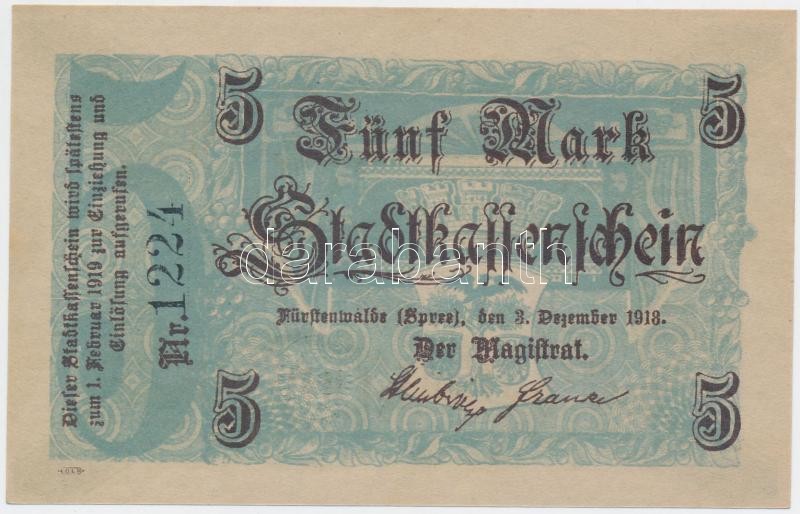 5 5
Fünf Mark
Stadtkassenschein
Fürstenwalde (Spree), den 3. Dezember 1918.
Der Magistrat.
5 5
Dieser Stadtkassenschein wird spätestens
zum 1. Februar 1919 zur Einziehung und
Einlösung aufgerufen.
Nr. 1224
darabanth